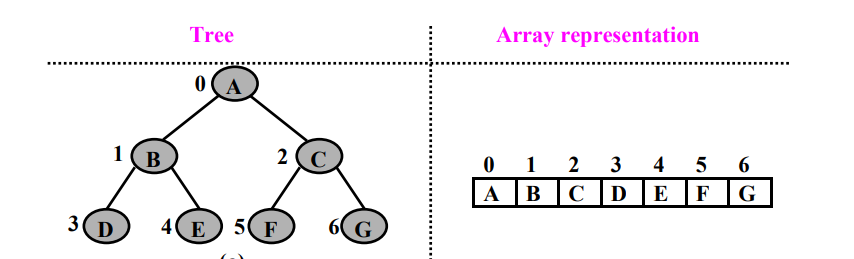 Tree
Array representation
0 A
1 B
2 C
3 D 4 E 5 F 6 G
0 1 2 3 4 5 6
A B C D E F G